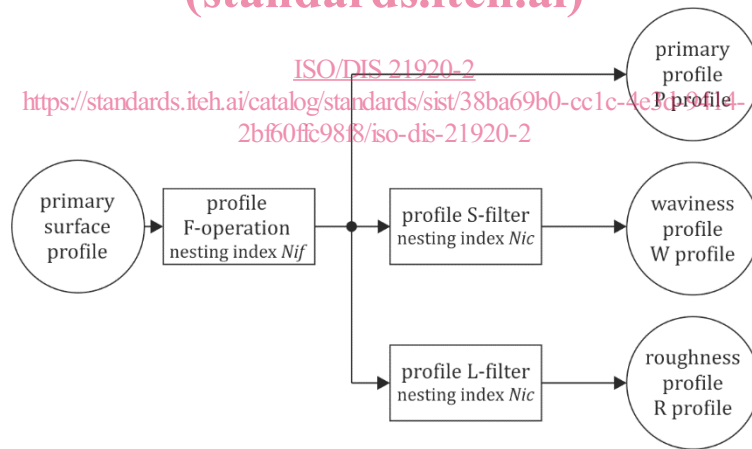 (standards.iteh.ai)
primary
profile
P profile
ISO/DIS 21920-2
https://standards.iteh.ai/catalog/standards/sist/38ba69b0-cc1c-4e3d-9414-
2bf60ffc98f8/iso-dis-21920-2
primary
surface
profile
profile
F-operation
nesting index Nif
profile S-filter
nesting index Nic
waviness
profile
W profile
profile L-filter
nesting index Nic
roughness
profile
R profile